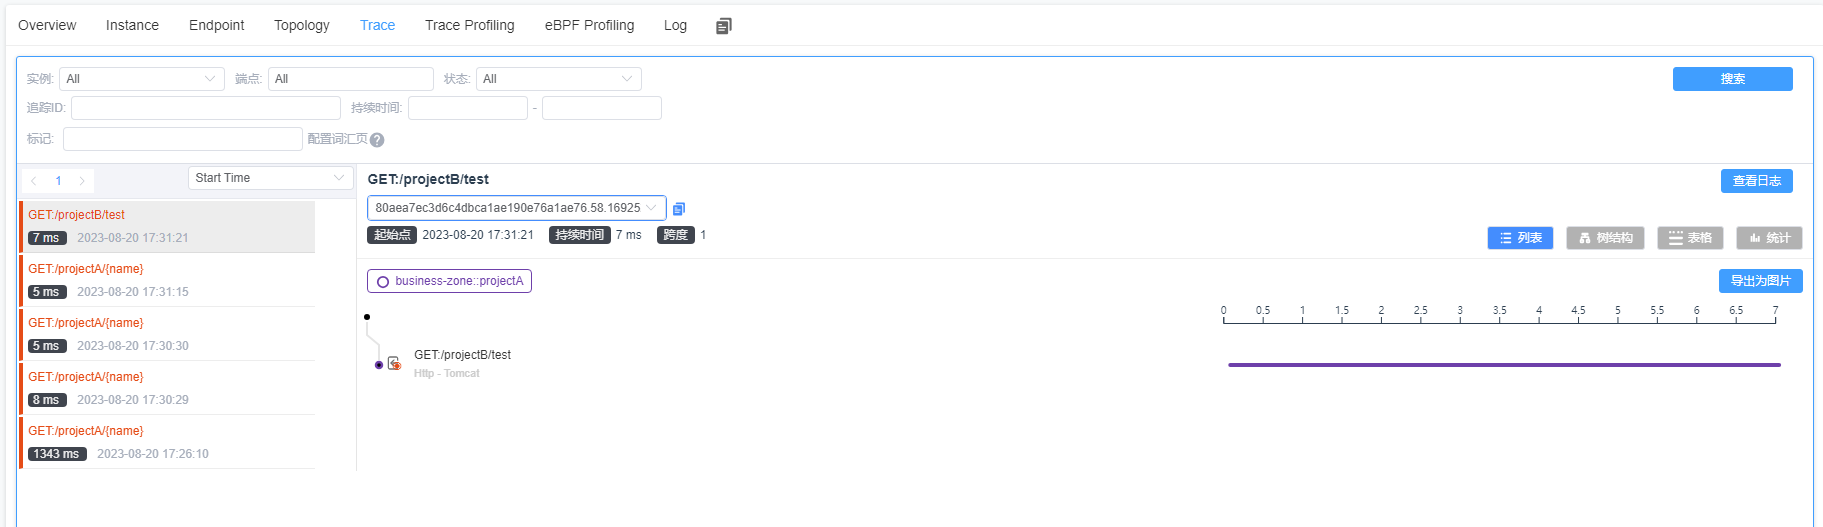 Overview Instance Endpoint Topology Trace Trace Profiling eBPF Profiling Log
实例: All 端点: All 状态: All 搜索
追踪ID: 持续时间: -
标记: 配置词汇页 ?
1 Start Time
GET:/projectB/test
7 ms 2023-08-20 17:31:21
GET:/projectA/{name}
5 ms 2023-08-20 17:31:15
GET:/projectA/{name}
5 ms 2023-08-20 17:30:30
GET:/projectA/{name}
8 ms 2023-08-20 17:30:29
GET:/projectA/{name}
1343 ms 2023-08-20 17:26:10
GET:/projectB/test 查看日志
80aea7ec3d6c4dbca1ae190e76a1ae76.58.16925
起始点 2023-08-20 17:31:21 持续时间 7 ms 跨度 1
列表 树结构 表格 统计
business-zone::projectA 导出为图片
0 0.5 1 1.5 2 2.5 3 3.5 4 4.5 5 5.5 6 6.5 7
GET:/projectB/test
Http - Tomcat